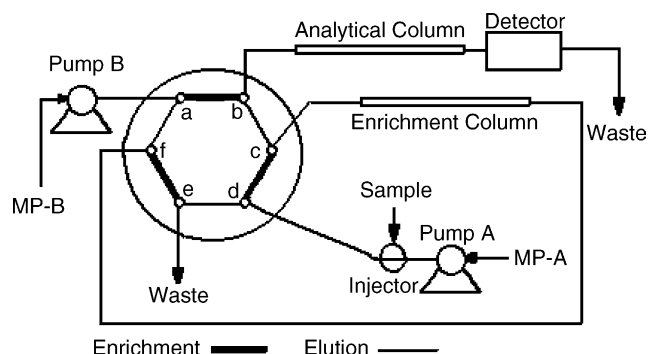 Analytical Column
Detector
Pump B
a
b
Enrichment Column
Waste
f
c
e
d
MP-B
Sample
Pump A
MP-A
Injector
Waste
Enrichment
Elution